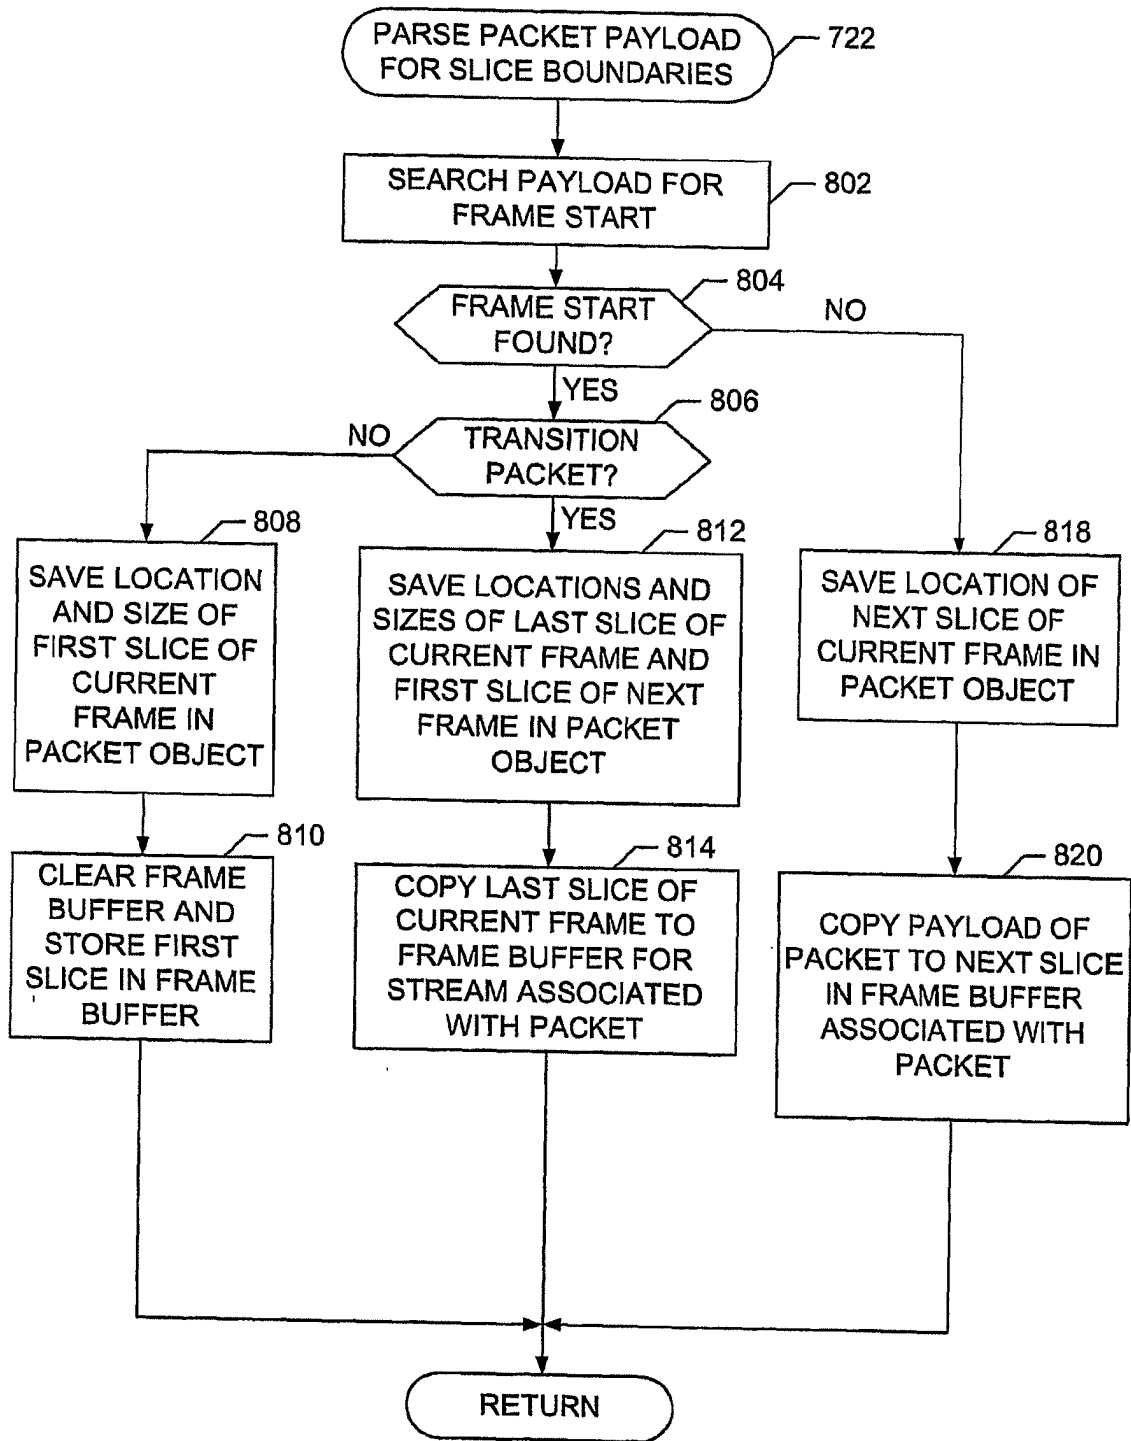 PARSE PACKET PAYLOAD
FOR SLICE BOUNDARIES
722
SEARCH PAYLOAD FOR
FRAME START
802
804
FRAME START
FOUND?
NO
YES
806
TRANSITION
PACKET?
NO
YES
808
SAVE LOCATION
AND SIZE OF
FIRST SLICE OF
CURRENT
FRAME IN
PACKET OBJECT
812
SAVE LOCATIONS AND
SIZES OF LAST SLICE OF
CURRENT FRAME AND
FIRST SLICE OF NEXT
FRAME IN PACKET
OBJECT
818
SAVE LOCATION OF
NEXT SLICE OF
CURRENT FRAME IN
PACKET OBJECT
810
CLEAR FRAME
BUFFER AND
STORE FIRST
SLICE IN FRAME
BUFFER
814
COPY LAST SLICE OF
CURRENT FRAME TO
FRAME BUFFER FOR
STREAM ASSOCIATED
WITH PACKET
820
COPY PAYLOAD OF
PACKET TO NEXT SLICE
IN FRAME BUFFER
ASSOCIATED WITH
PACKET
RETURN